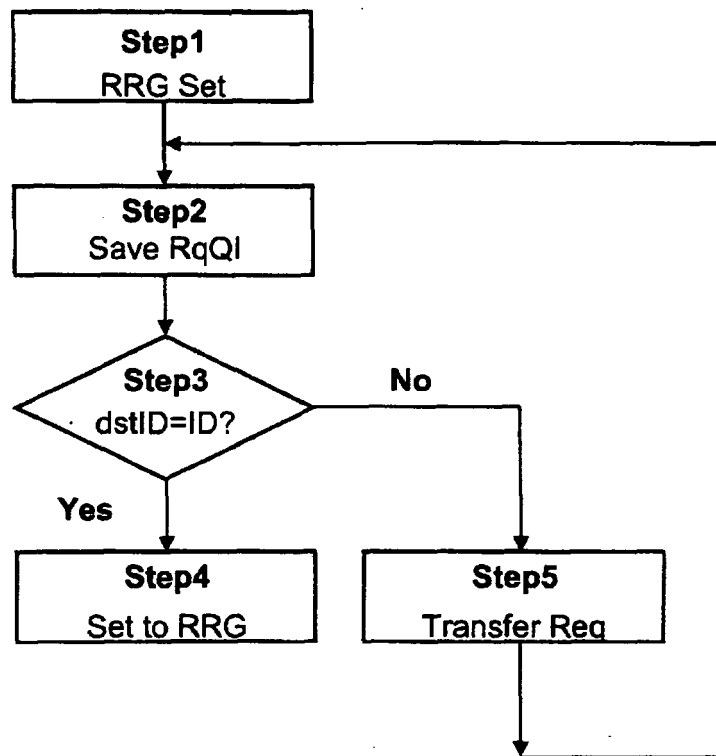 Step1
RRG Set
Step2
Save RqQI
Step3
dstID=ID?
No
Yes
Step4
Set to RRG
Step5
Transfer Req